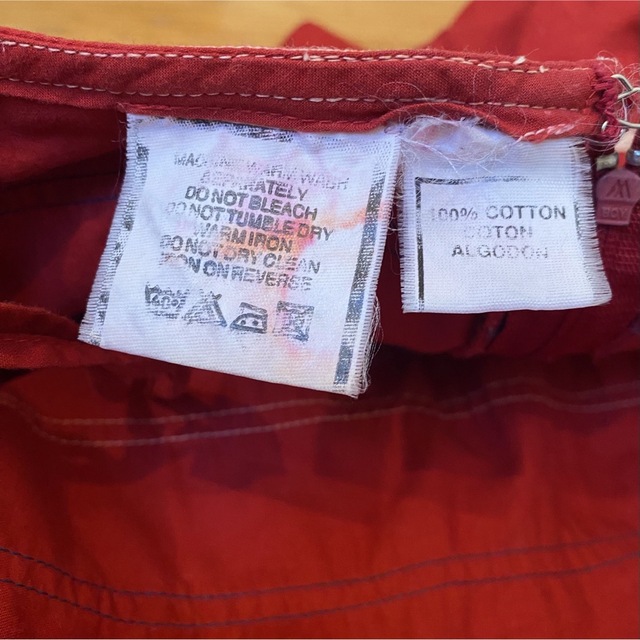 MACHINE WARM WASH
SEPARATELY
DO NOT BLEACH
DO NOT TUMBLE DRY
WARM IRON
DO NOT DRY CLEAN
IRON ON REVERSE
40°
100% COTTON
COTON
ALGODON